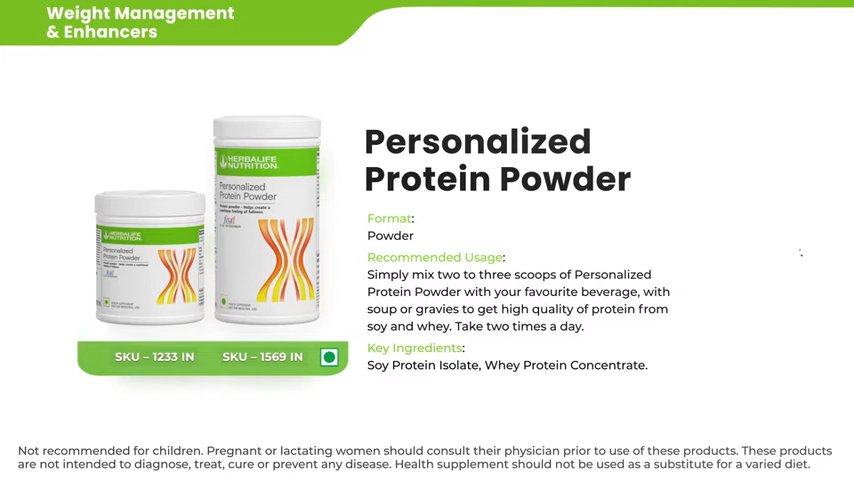 Weight Management
& Enhancers
HERBALIFE
NUTRITION
Personalized
Protein Powder
HERBALIFE
NUTRITION
Personalized
Protein Powder
Personalized
Protein Powder
Format:
Powder
Recommended Usage:
Simply mix two to three scoops of Personalized
Protein Powder with your favourite beverage, with
soup or gravies to get high quality of protein from
soy and whey. Take two times a day.
Key Ingredients:
Soy Protein Isolate, Whey Protein Concentrate.
SKU – 1233 IN
SKU – 1569 IN
Not recommended for children. Pregnant or lactating women should consult their physician prior to use of these products. These products
are not intended to diagnose, treat, cure or prevent any disease. Health supplement should not be used as a substitute for a varied diet.